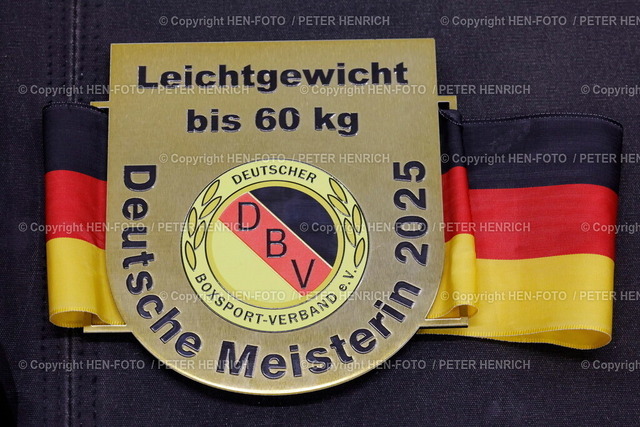 Leichtgewicht
bis 60 kg
Deutsche Meisterin 2025
DEUTSCHER
DBV
BOXSPORT-VERBAND e.V.
© Copyright HEN-FOTO / PETER HENRICH